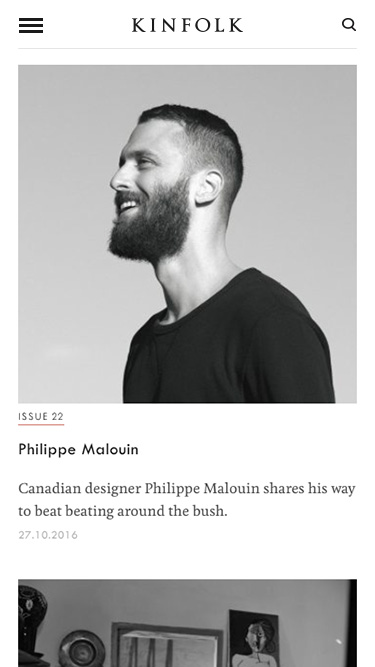 KINFOLK
ISSUE 22
Philippe Malouin
Canadian designer Philippe Malouin shares his way
to beat beating around the bush.
27.10.2016